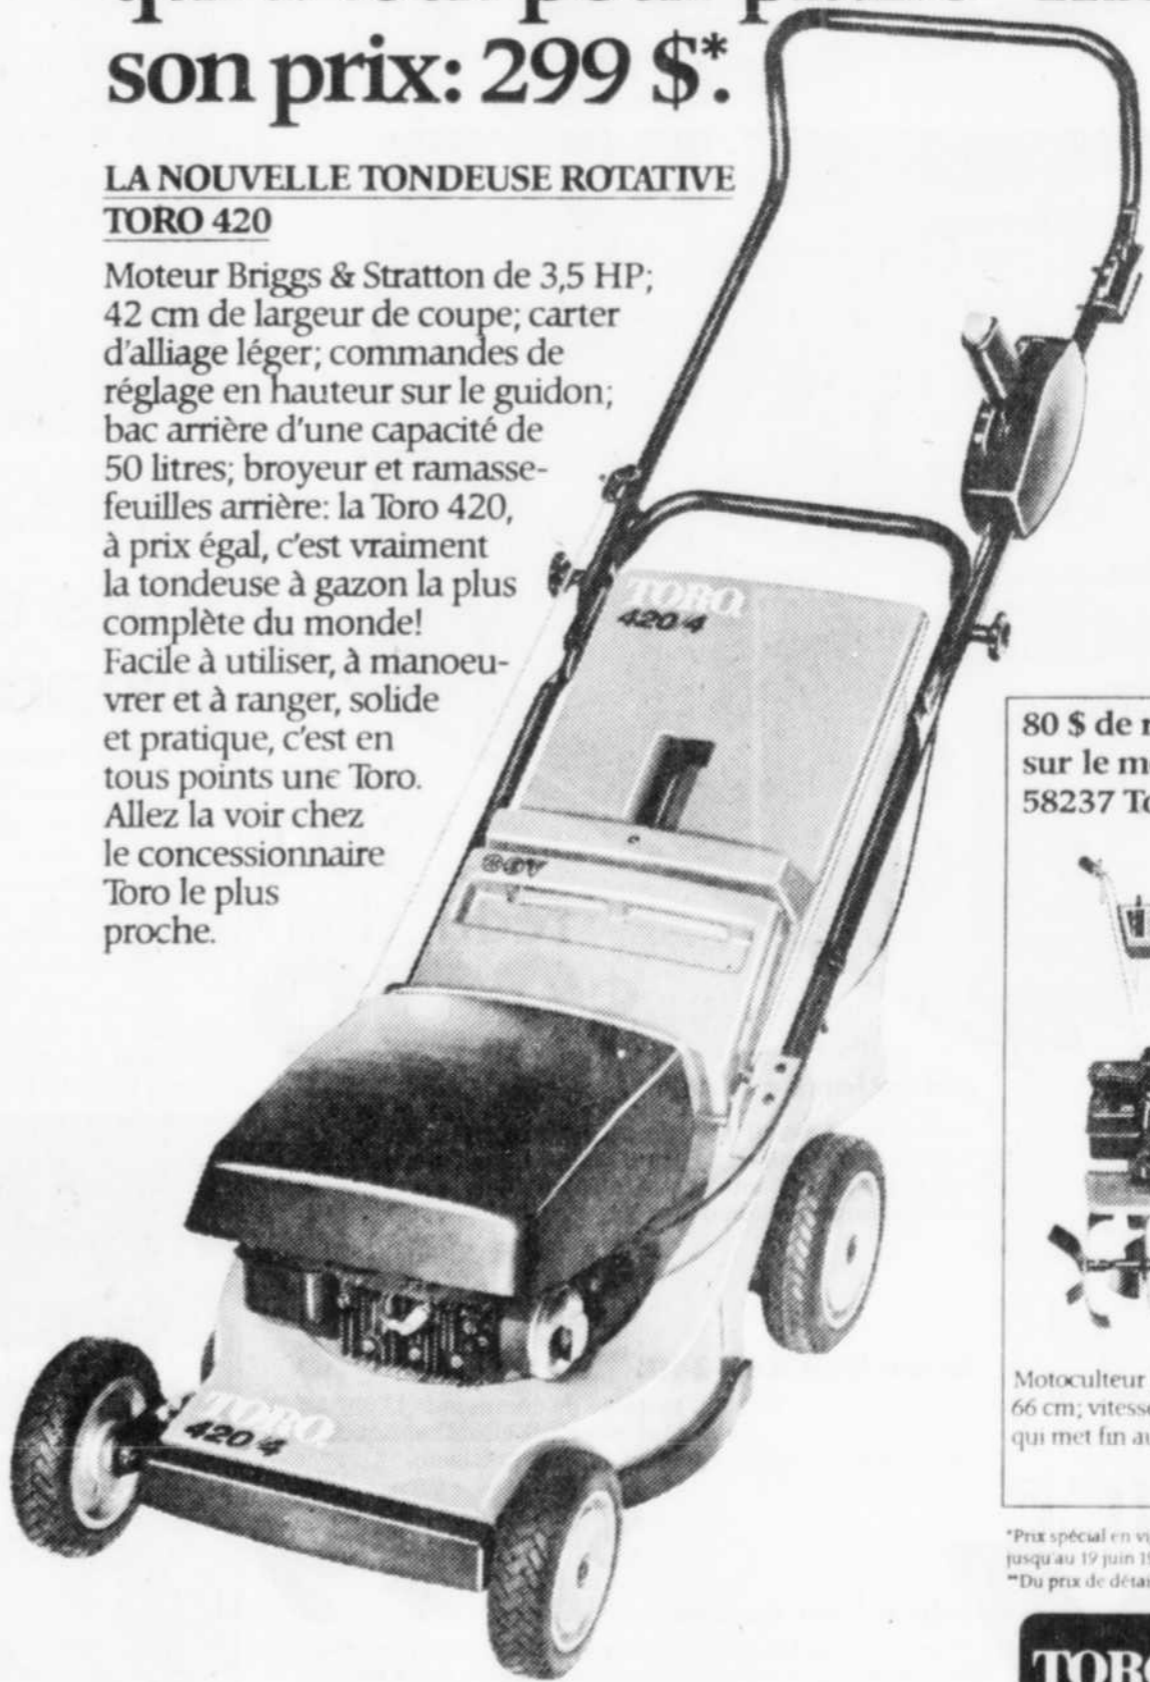 son prix: 299 $*.
LA NOUVELLE TONDEUSE ROTATIVE
TORO 420
Moteur Briggs & Stratton de 3,5 HP;
42 cm de largeur de coupe; carter
d'alliage léger; commandes de
réglage en hauteur sur le guidon;
bac arrière d'une capacité de
50 litres; broyeur et ramasse-
feuilles arrière: la Toro 420,
à prix égal, c'est vraiment
la tondeuse à gazon la plus
complète du monde!
Facile à utiliser, à manoeu-
vrer et à ranger, solide
et pratique, c'est en
tous points une Toro.
Allez la voir chez
le concessionnaire
Toro le plus
proche.
TORO
420/4
TORO
420/4
80 $ de
sur le
58237
Motoculteur
66 cm;
qui met fin
*Prix spécial en
jusqu'au 19 juin
**Du prix de
TORO